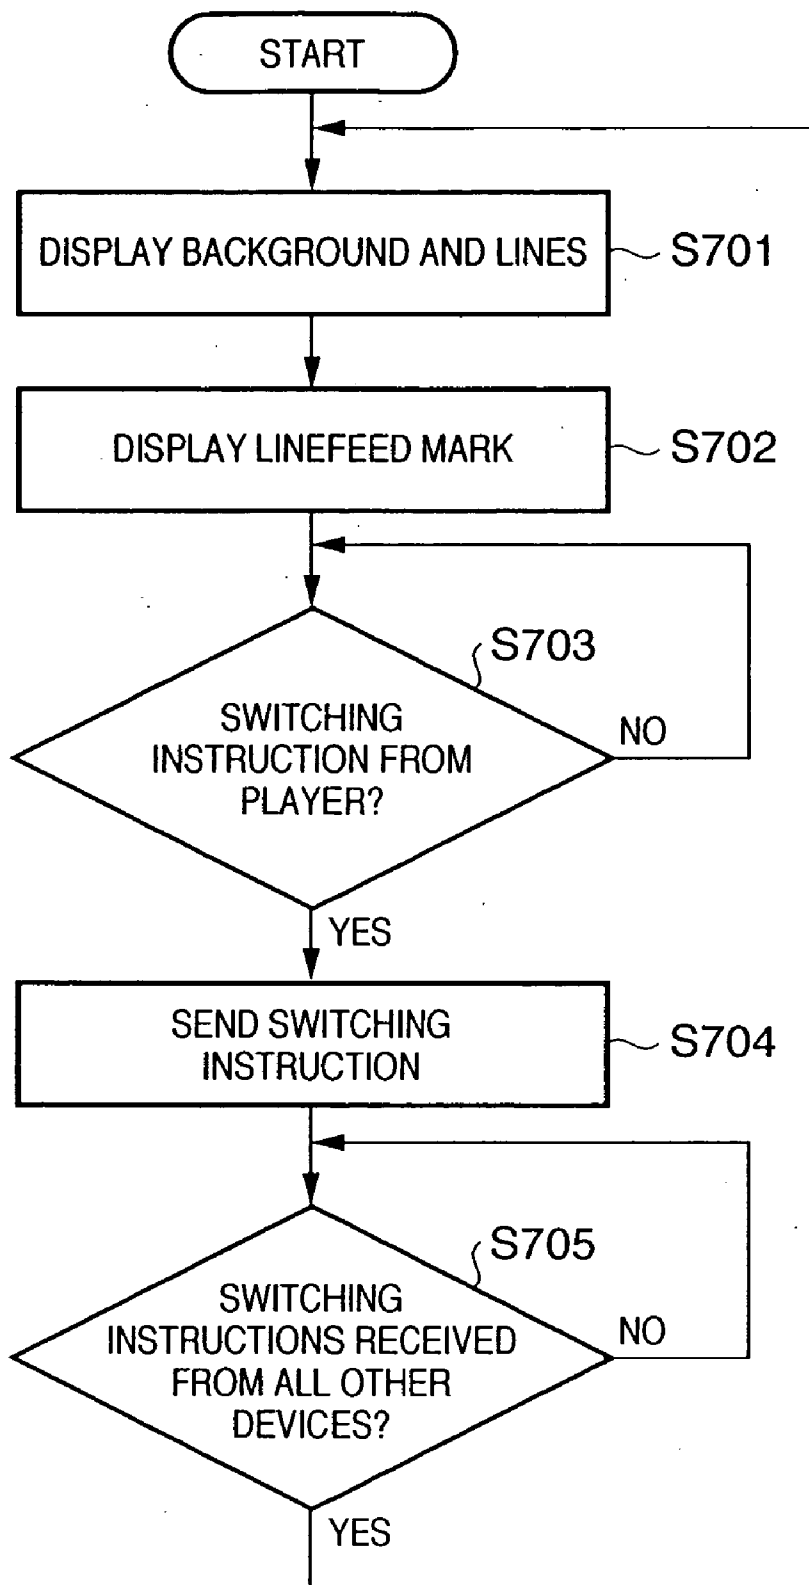 START
DISPLAY BACKGROUND AND LINES
S701
DISPLAY LINEFEED MARK
S702
S703
SWITCHING
INSTRUCTION FROM
PLAYER?
NO
YES
SEND SWITCHING
INSTRUCTION
S704
S705
SWITCHING
INSTRUCTIONS RECEIVED
FROM ALL OTHER
DEVICES?
NO
YES